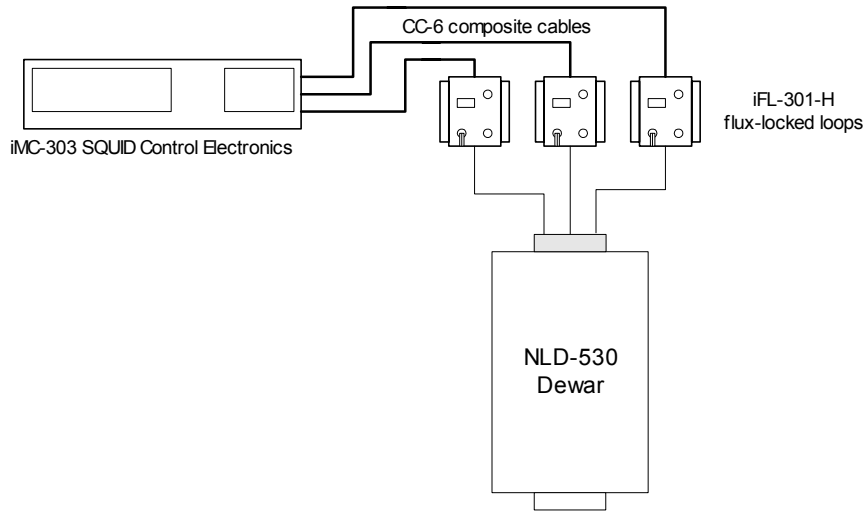 CC-6 composite cables
iFL-301-H
flux-locked loops
iMC-303 SQUID Control Electronics
NLD-530
Dewar